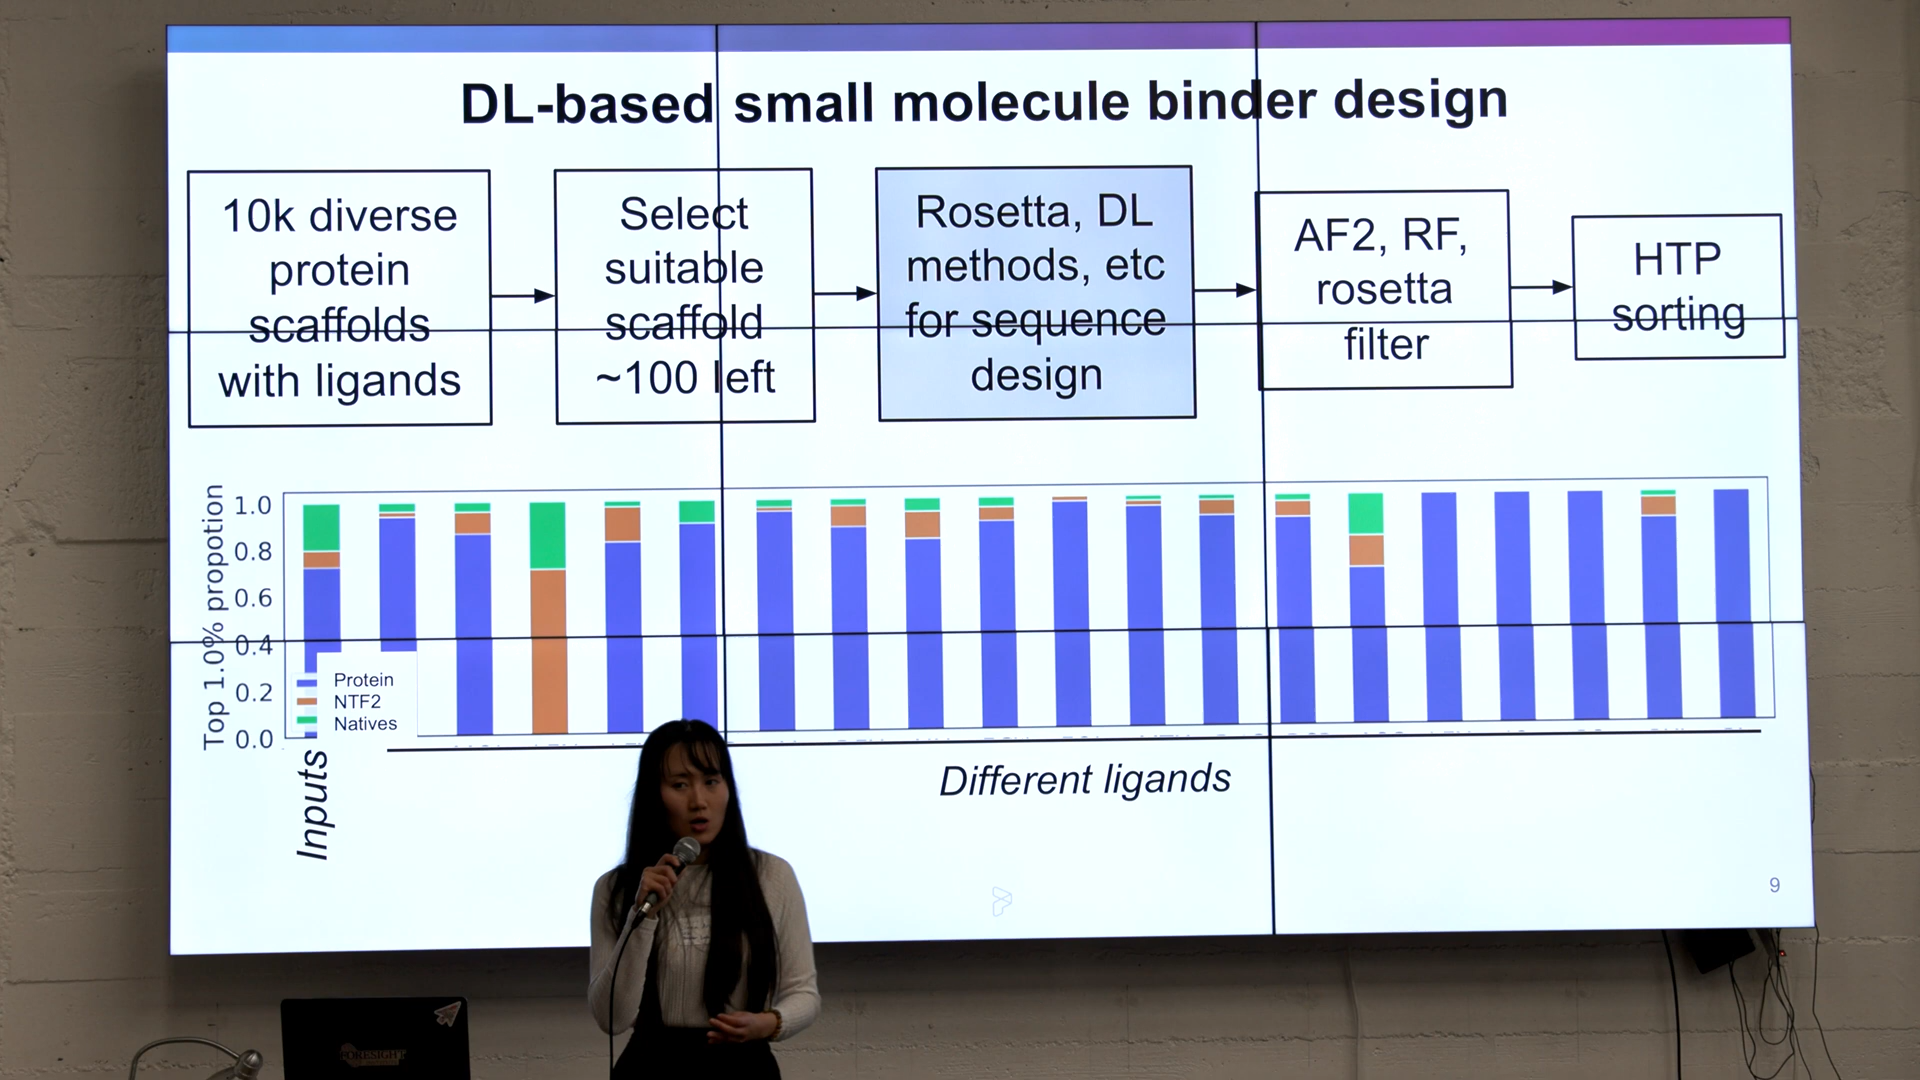 DL-based small molecule binder design
10k diverse
protein
scaffolds
with ligands
Select
suitable
scaffold
~100 left
Rosetta, DL
methods, etc
for sequence
design
AF2, RF,
rosetta
filter
HTP
sorting
Top 1.0% propotion
1.0
0.8
0.6
0.4
0.2
0.0
Protein
NTF2
Natives
Inputs
Different ligands
9
FORESIGHT